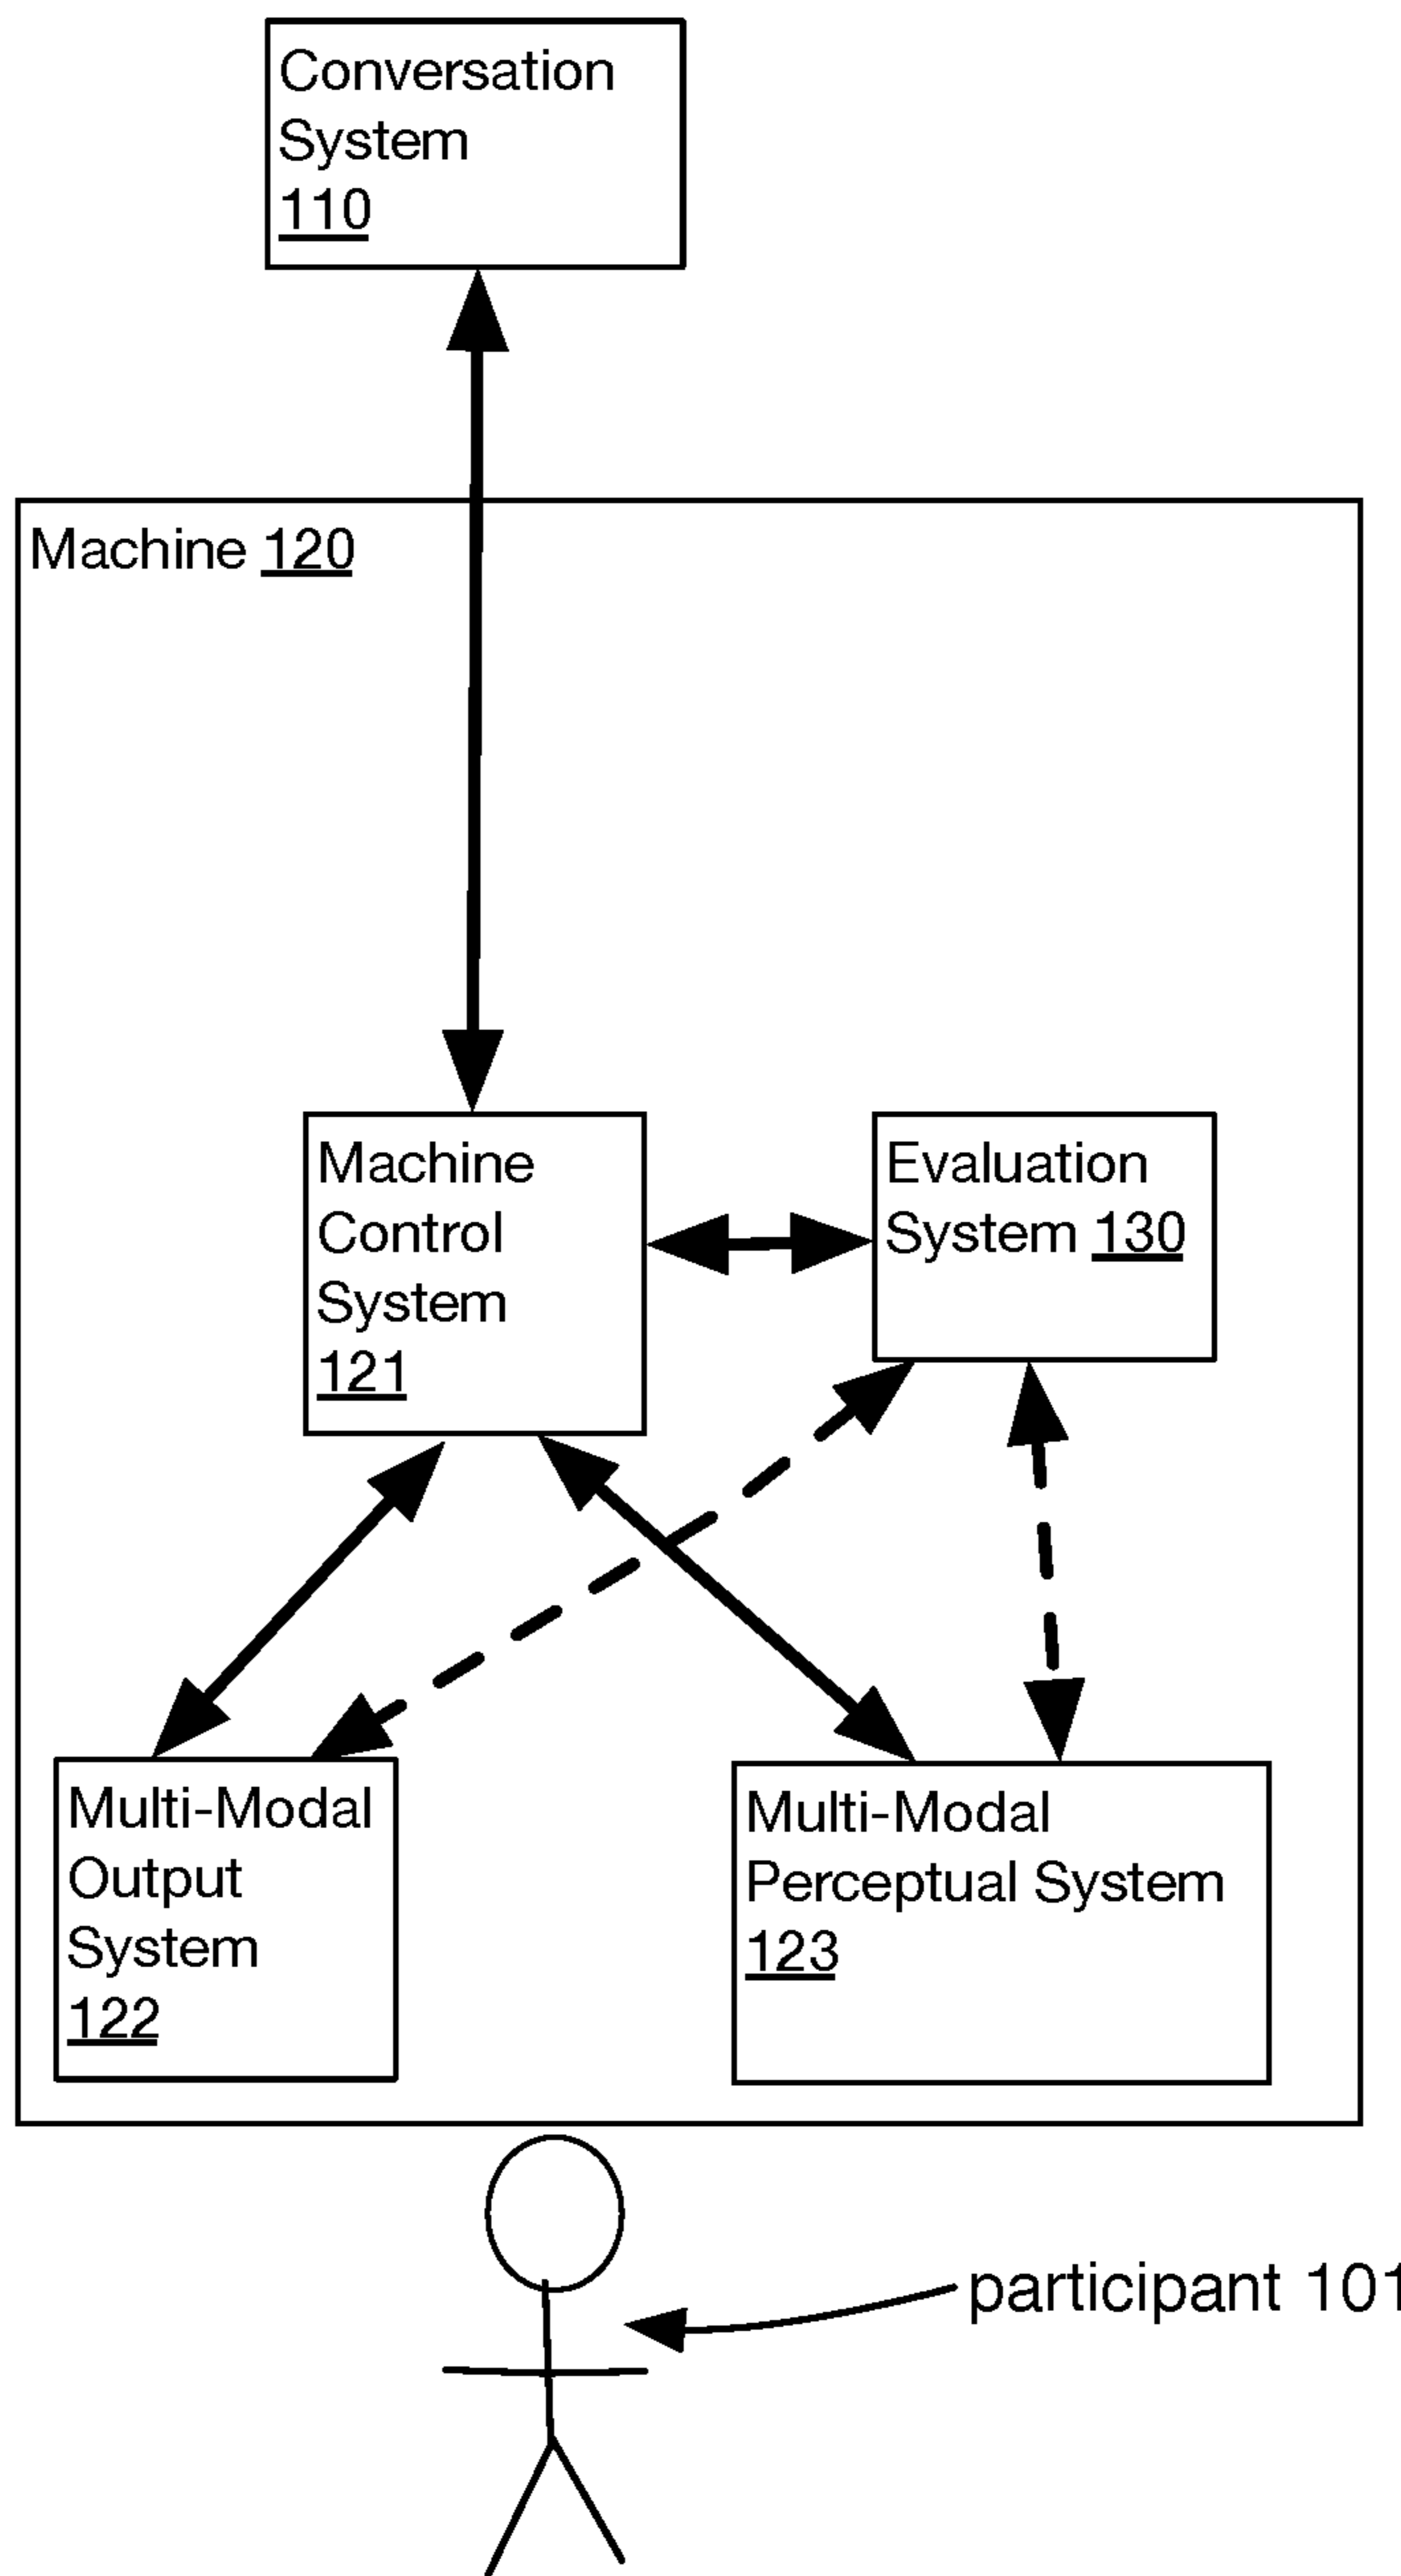 Conversation
System
110
Machine 120
Machine
Control
System
121
Evaluation
System 130
Multi-Modal
Output
System
122
Multi-Modal
Perceptual System
123
participant 101